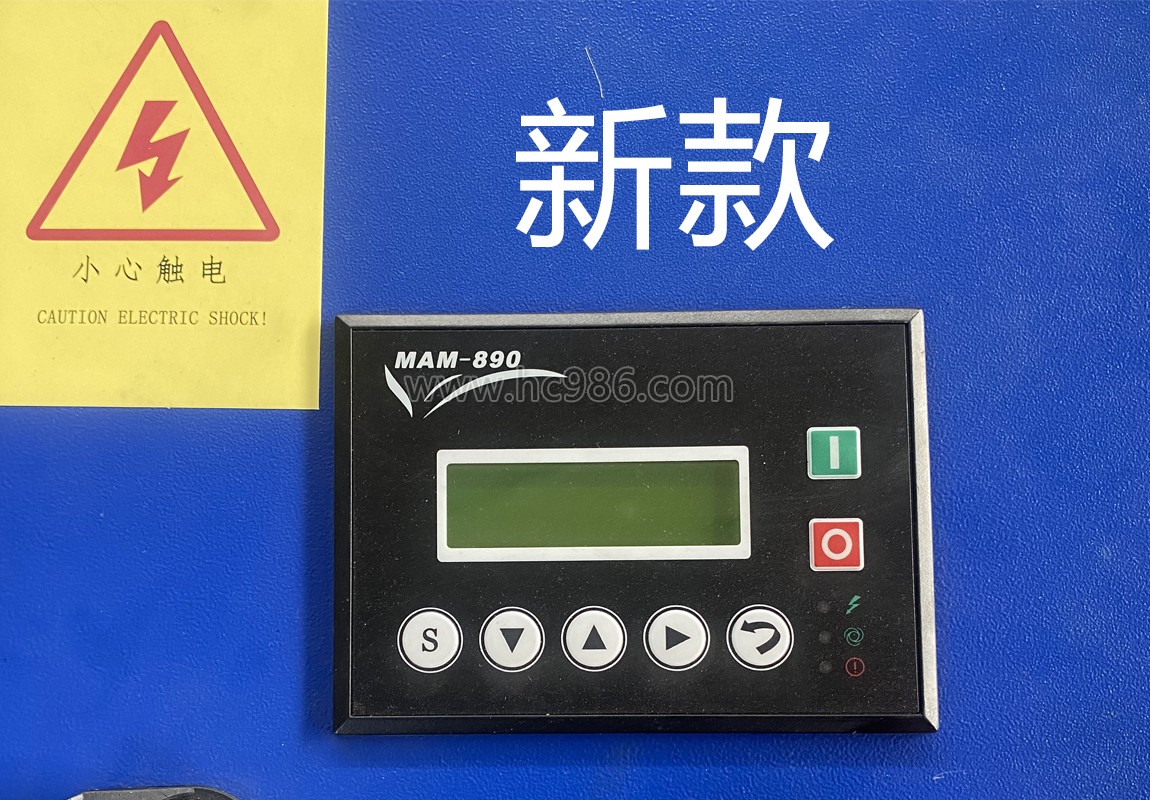 新款
小心触电
CAUTION ELECTRIC SHOCK!
MAM-890
www.hc986.com
S